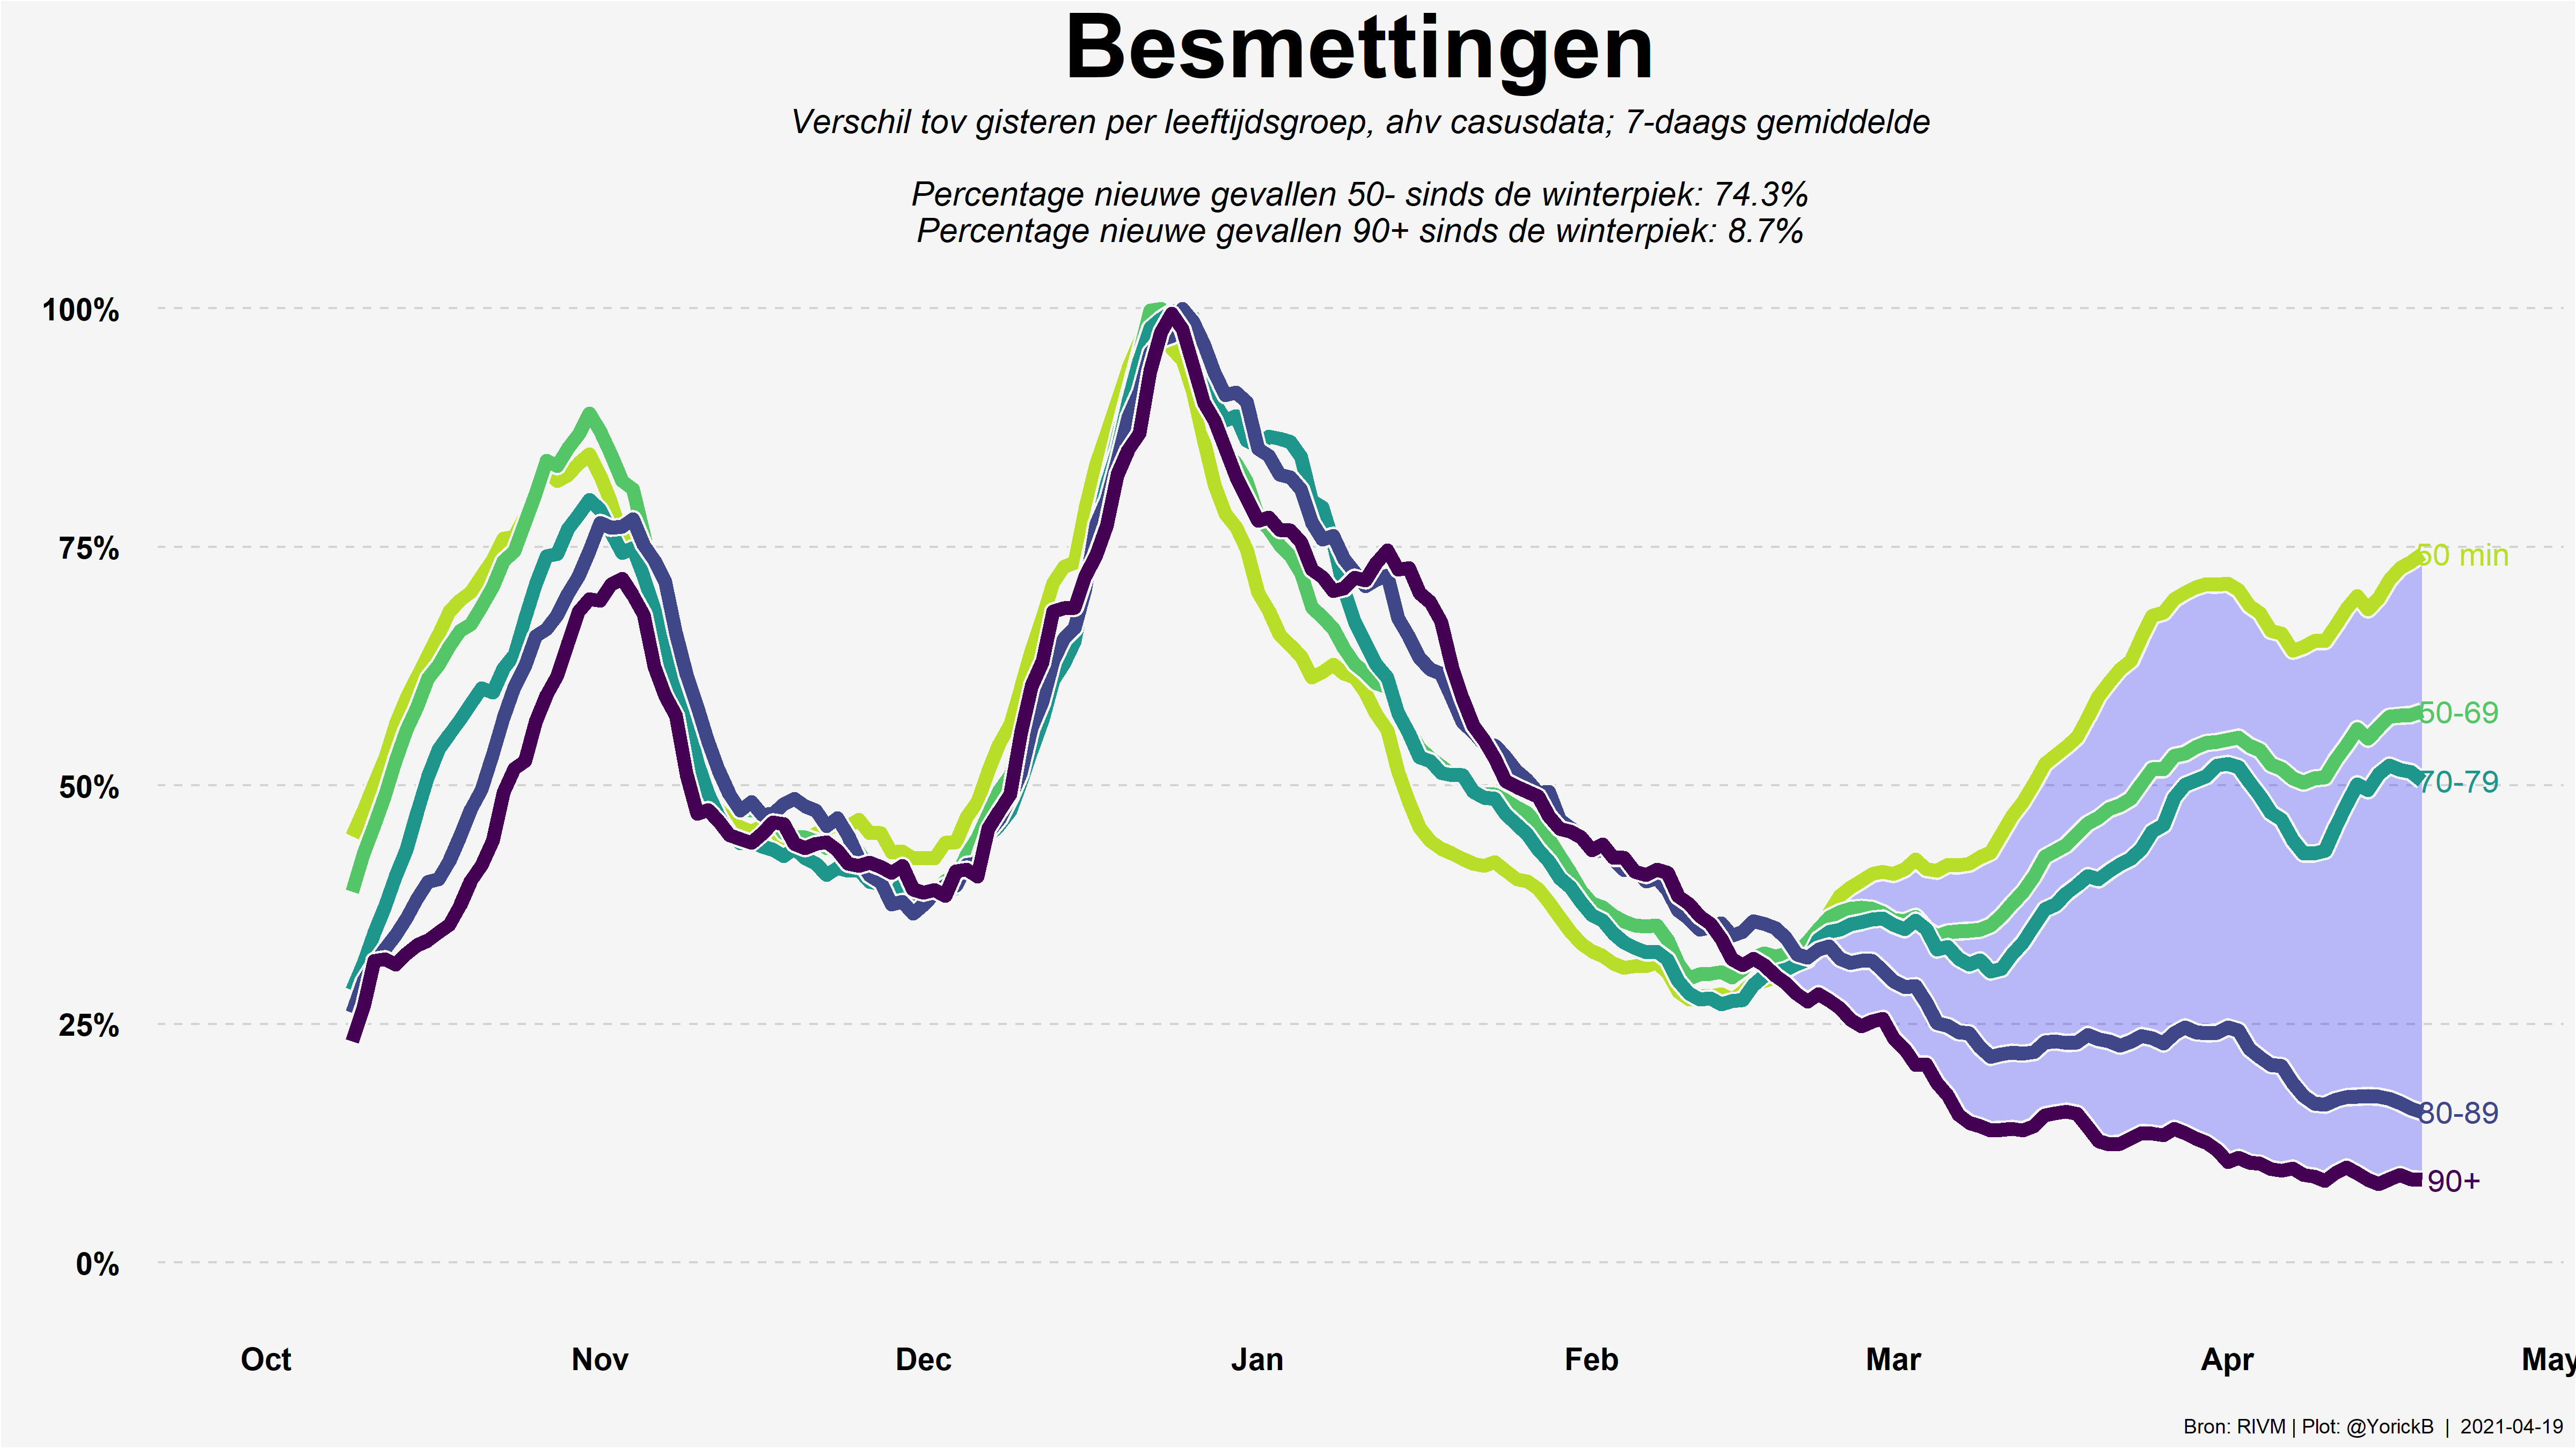 Besmettingen
Verschil tov gisteren per leeftijdsgroep, ahv casusdata; 7-daags gemiddelde
Percentage nieuwe gevallen 50- sinds de winterpiek: 74.3%
Percentage nieuwe gevallen 90+ sinds de winterpiek: 8.7%
100%
75%
50%
25%
0%
50 min
50-69
70-79
80-89
90+
Oct Nov Dec Jan Feb Mar Apr May
Bron: RIVM | Plot: @YorickB | 2021-04-19